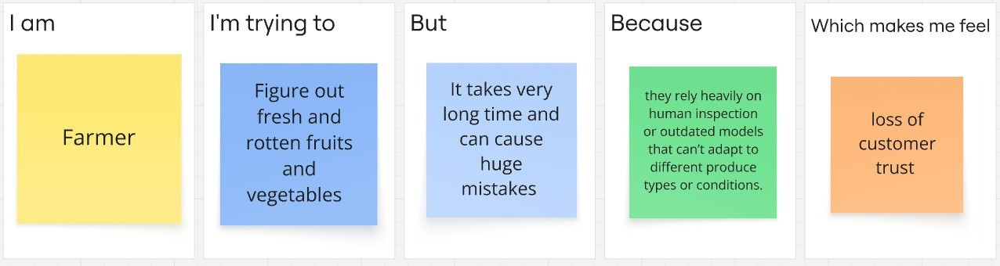 I am
Farmer
I'm trying to
Figure out
fresh and
rotten fruits
and
vegetables
But
It takes very
long time and
can cause
huge
mistakes
Because
they rely heavily on
human inspection
or outdated models
that can’t adapt to
different produce
types or conditions.
Which makes me feel
loss of
customer
trust